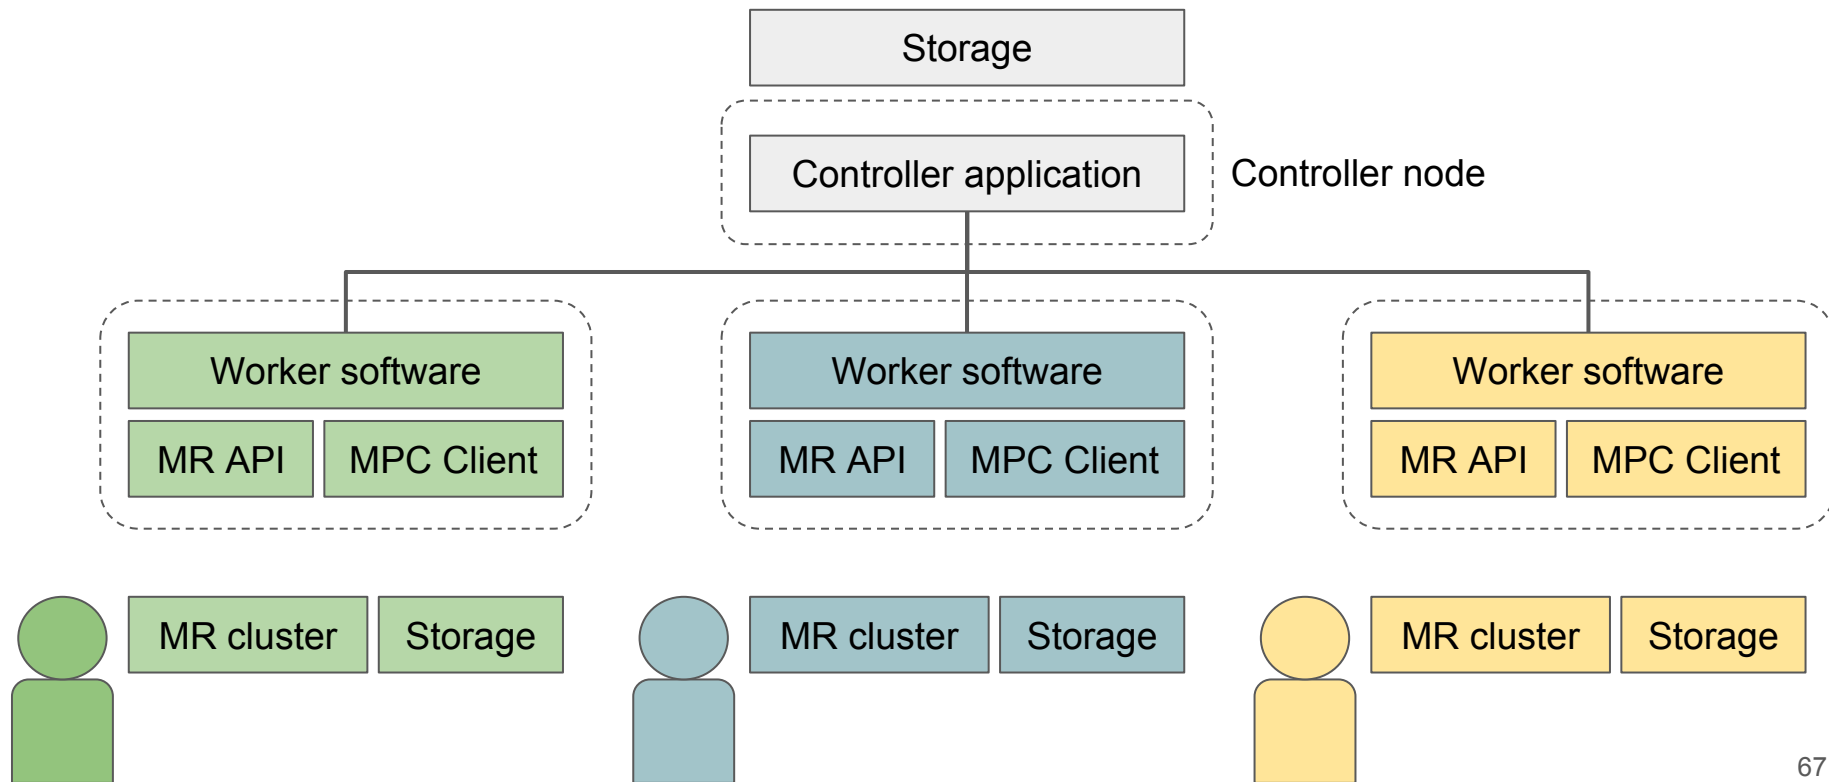 Storage
Controller application
Controller node
Worker software
Worker software
Worker software
MR API
MPC Client
MR API
MPC Client
MR API
MPC Client
MR cluster
Storage
MR cluster
Storage
MR cluster
Storage
67